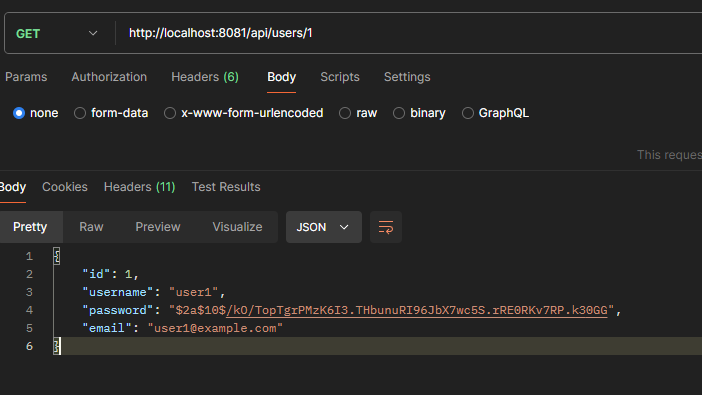 GET http://localhost:8081/api/users/1
Params Authorization Headers (6) Body Scripts Settings
none form-data x-www-form-urlencoded raw binary GraphQL
This reques
Body Cookies Headers (11) Test Results
Pretty Raw Preview Visualize JSON
1 {
2 "id": 1,
3 "username": "user1",
4 "password": "$2a$10$/kO/TopTgrPMzK6I3.THbunuRI96JbX7wc5S.rRE0RKv7RP.k30GG",
5 "email": "user1@example.com"
6 }